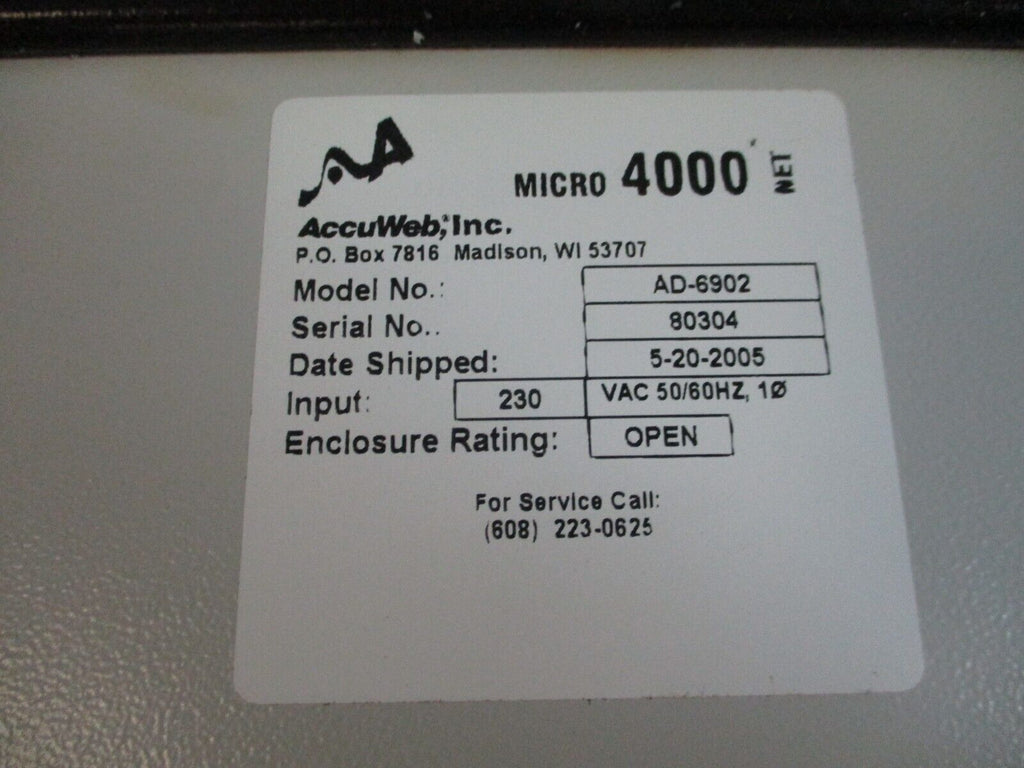 MICRO 4000 NET
AccuWeb, Inc.
P.O. Box 7816 Madison, WI 53707
Model No.: AD-6902
Serial No.. 80304
Date Shipped: 5-20-2005
Input: 230 VAC 50/60HZ, 1Ø
Enclosure Rating: OPEN
For Service Call:
(608) 223-0625